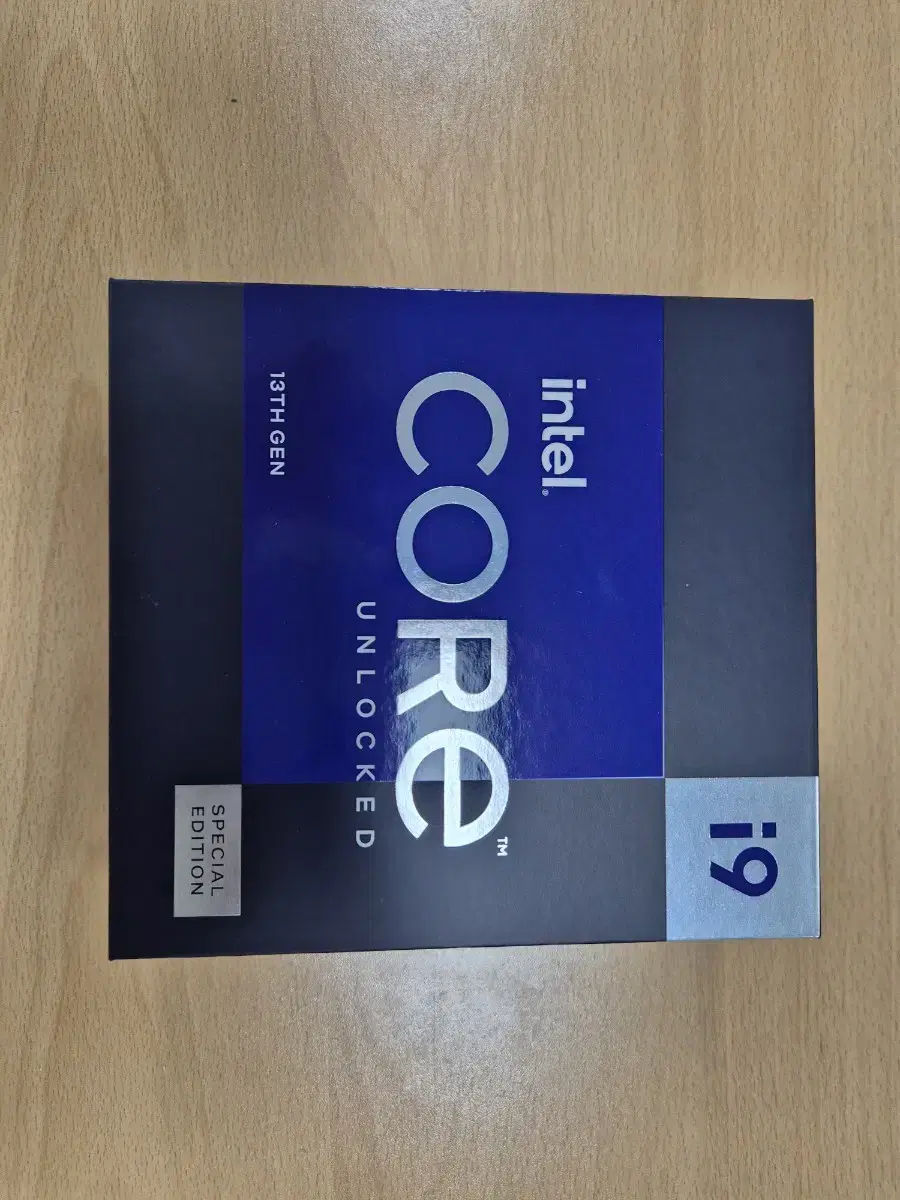 i9
intel®
CORe™
UNLOCKED
13TH GEN
SPECIAL
EDITION